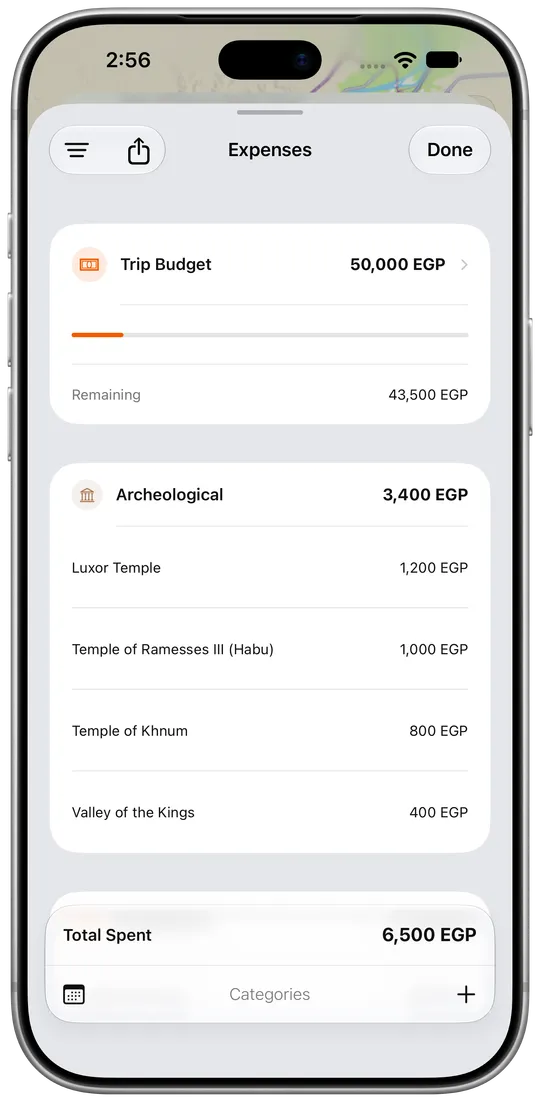 2:56
Expenses
Done
Trip Budget 50,000 EGP
Remaining 43,500 EGP
Archeological 3,400 EGP
Luxor Temple 1,200 EGP
Temple of Ramesses III (Habu) 1,000 EGP
Temple of Khnum 800 EGP
Valley of the Kings 400 EGP
Total Spent 6,500 EGP
Categories